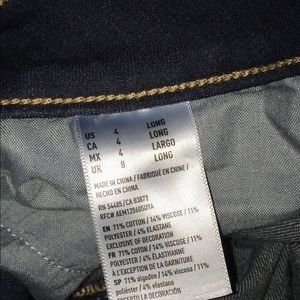 US 4 LONG
CA 4 LONG
MX 4 LARGO
UK 8 LONG
MADE IN CHINA / FABRIQUÉ EN CHINE /
HECHO EN CHINA
RN 54485/CA 03873
EN 71% COTTON / 14% VISCOSE / 11%
POLYESTER / 4% ELASTANE
EXCLUSIVE OF DECORATION
FR 71% COTON / 14% VISCOSE / 11%
POLYESTER / 4% ÉLASTHANNE
À L'EXCEPTION DE LA GARNITURE
SP 71% algodón / 14% viscosa / 11%
poliéster / 4% elastano
EXCEPTO LA DECORACIÓN